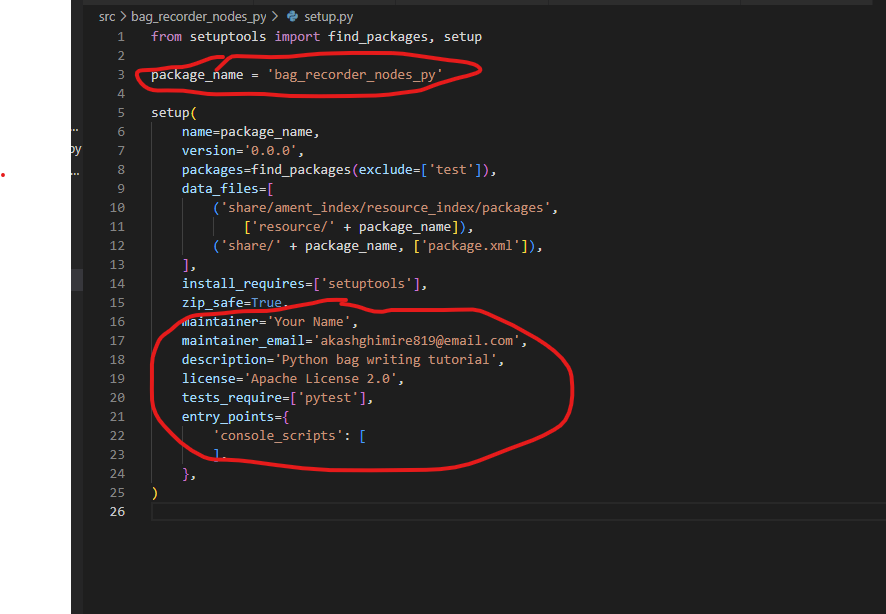 src > bag_recorder_nodes_py > setup.py
1 from setuptools import find_packages, setup
2
3 package_name = 'bag_recorder_nodes_py'
4
5 setup(
6     name=package_name,
7     version='0.0.0',
8     packages=find_packages(exclude=['test']),
9     data_files=[
10         ('share/ament_index/resource_index/packages',
11             ['resource/' + package_name]),
12         ('share/' + package_name, ['package.xml']),
13     ],
14     install_requires=['setuptools'],
15     zip_safe=True,
16     maintainer='Your Name',
17     maintainer_email='akashghimire819@email.com',
18     description='Python bag writing tutorial',
19     license='Apache License 2.0',
20     tests_require=['pytest'],
21     entry_points={
22         'console_scripts': [
23         ],
24     },
25 )
26
...
py
...